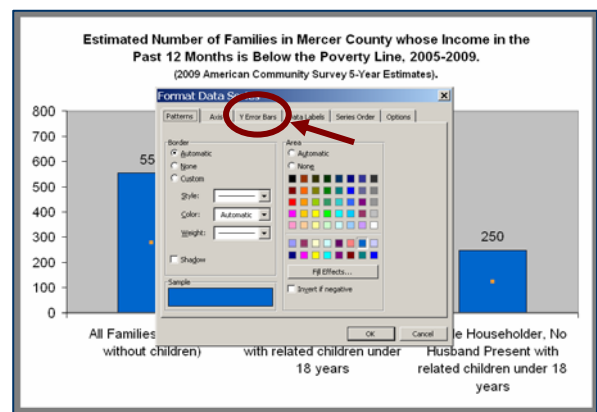 Estimated Number of Families in Mercer County whose Income in the
Past 12 Months is Below the Poverty Line, 2005-2009.
(2009 American Community Survey 5-Year Estimates).
Format Data
Patterns
Y Error Bars
Data Labels
Series Order
Options
Border
Automatic
None
Custom
Style:
Color:
Automatic
Weight:
Shadow
Sample
Area
Automatic
None
Fill Effects...
Invert if negative
OK
Cancel
800
700
600
500
400
300
200
100
0
55
250
All Families
without children)
with related children under
18 years
Householder, No
Husband Present with
related children under 18
years